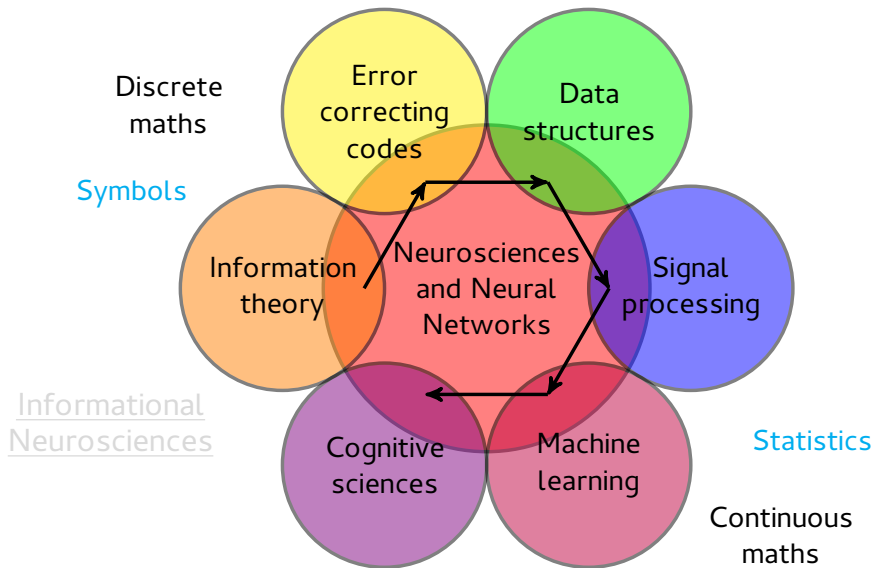 Discrete
maths
Error
correcting
codes
Data
structures
Symbols
Information
theory
Neurosciences
and Neural
Networks
Signal
processing
Informational
Neurosciences
Cognitive
sciences
Machine
learning
Statistics
Continuous
maths